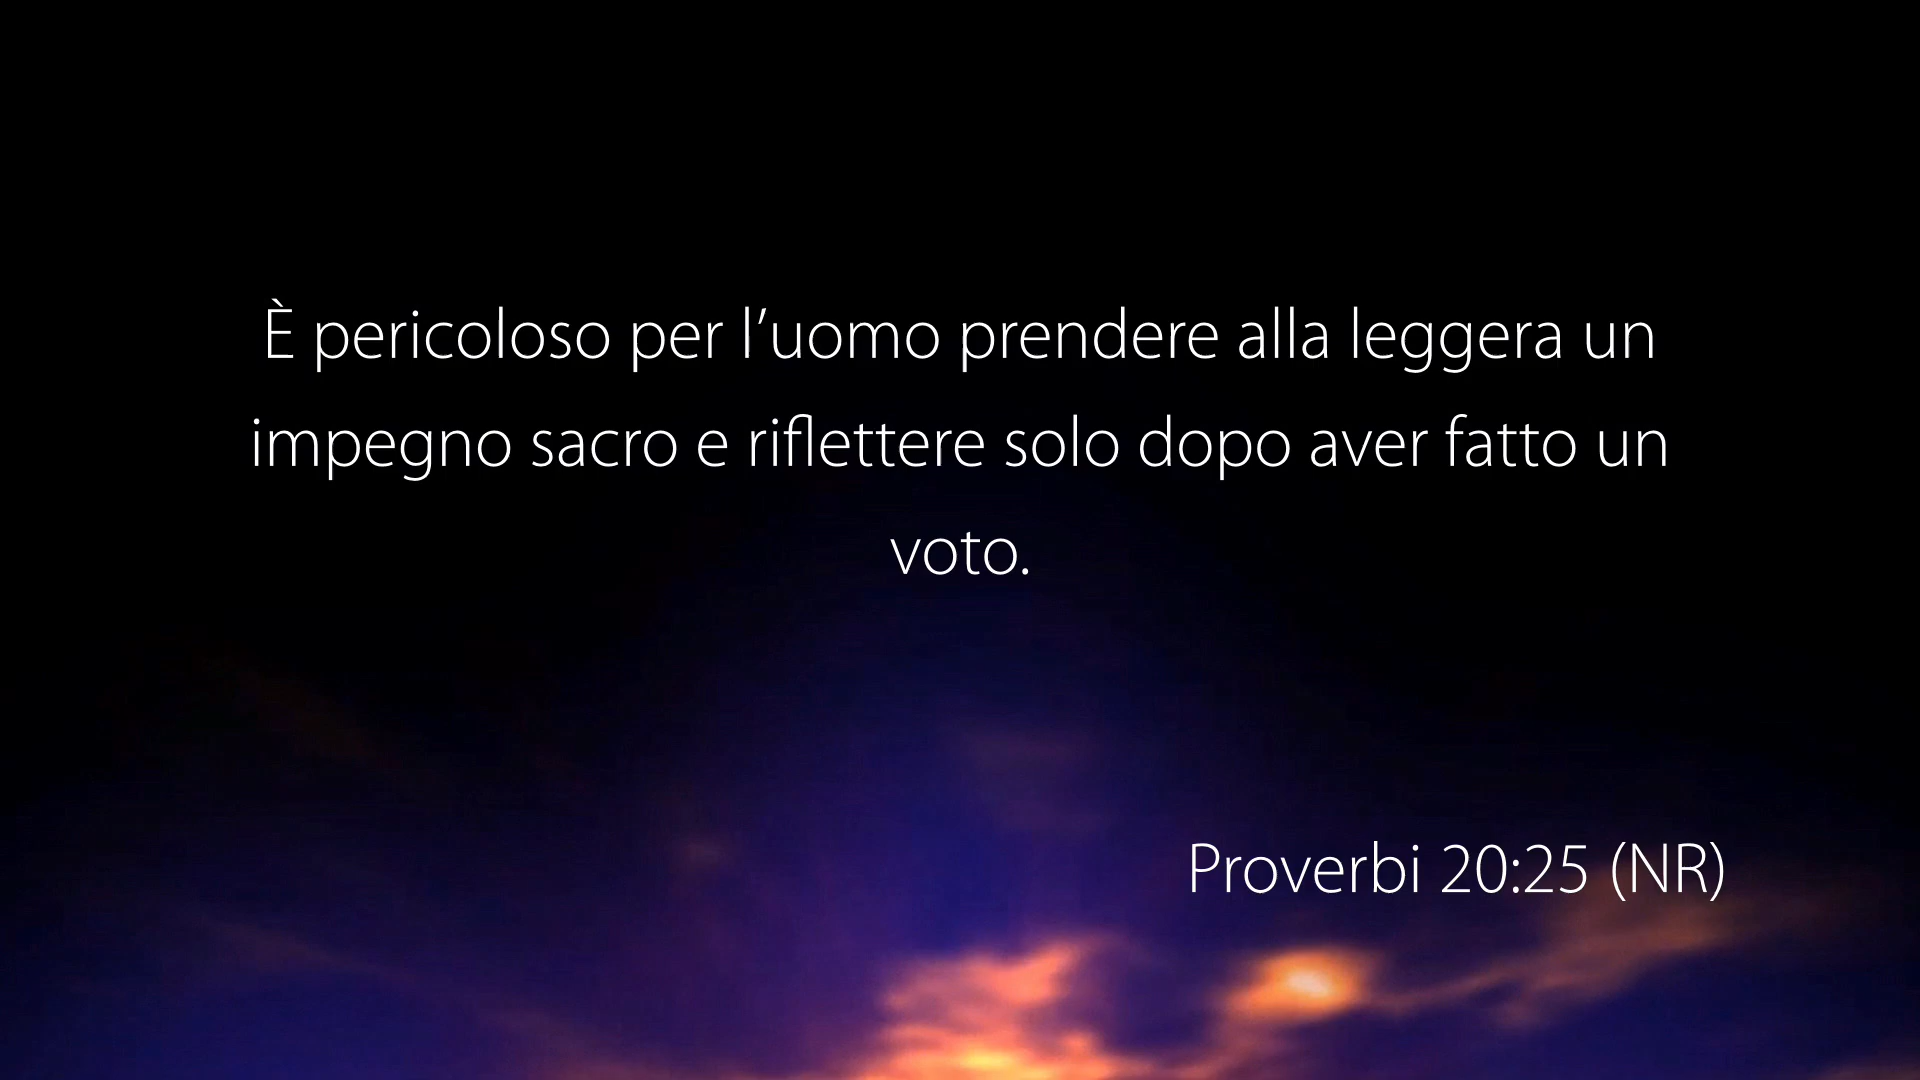 È pericoloso per l’uomo prendere alla leggera un
impegno sacro e riflettere solo dopo aver fatto un
voto.
Proverbi 20:25 (NR)